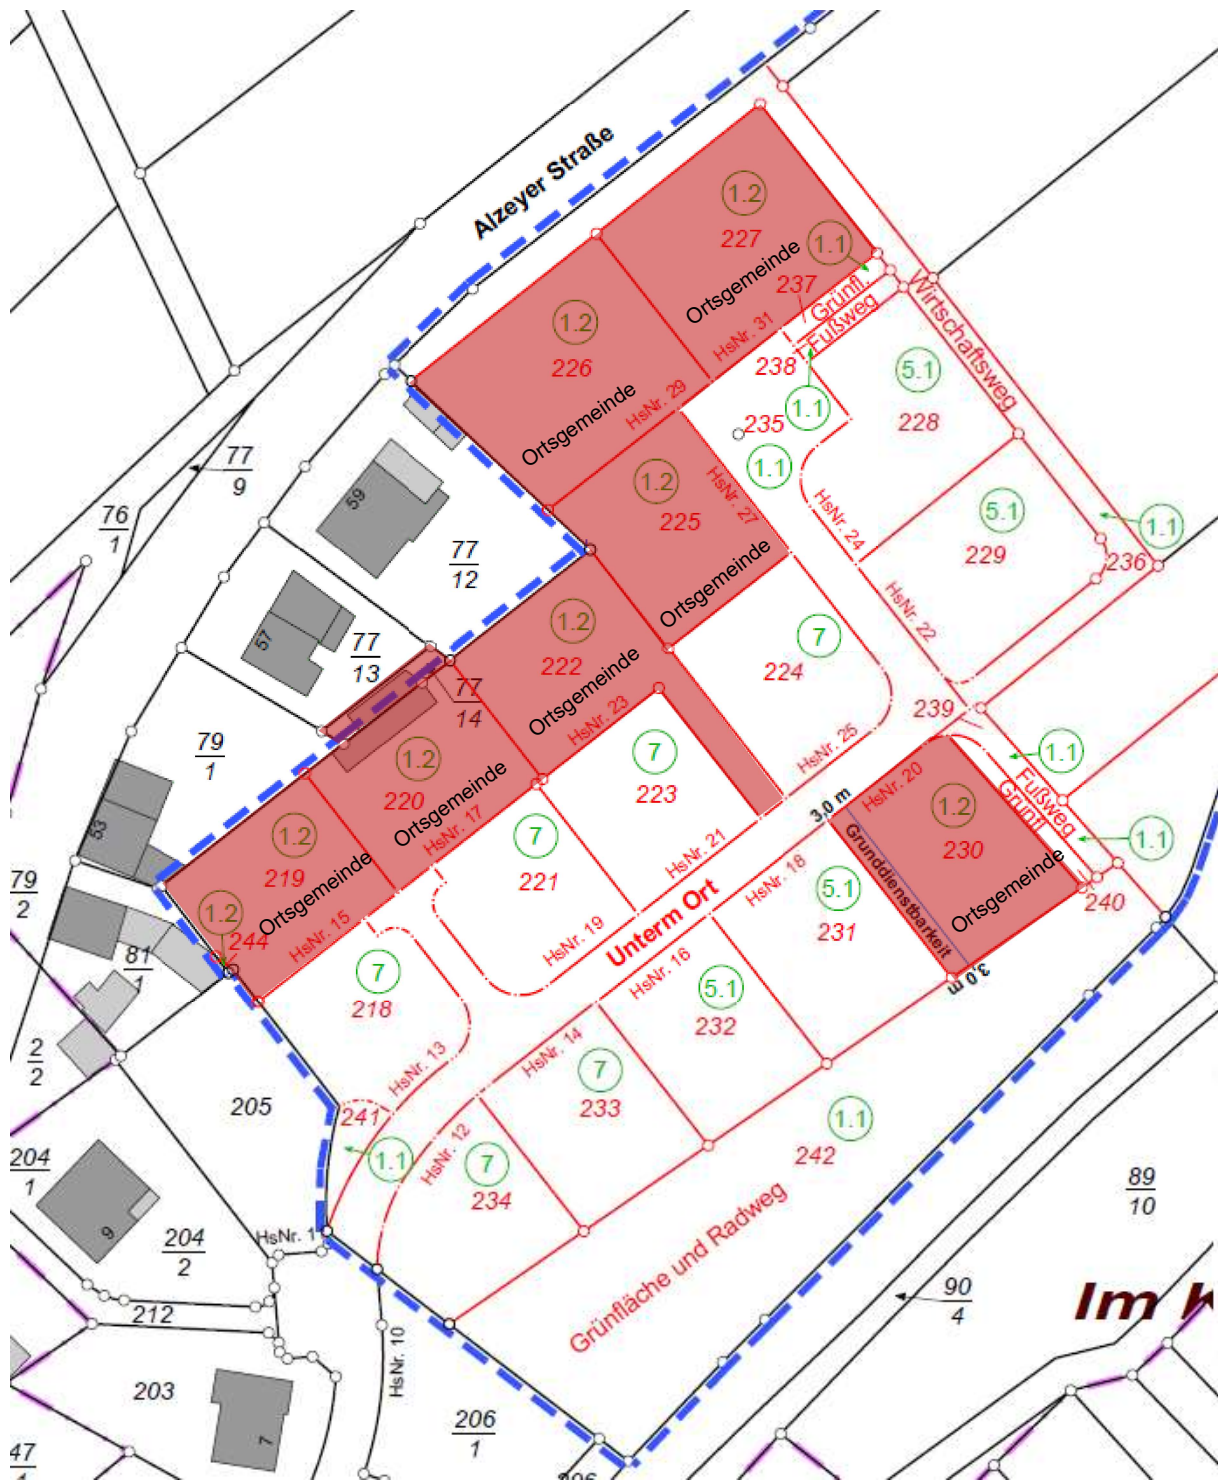 Alzeyer Straße
1.2
227
1.1
Ortsgemeinde
237
Grünfl.
Fußweg
HsNr. 31
Wirtschaftsweg
1.2
226
Ortsgemeinde
HsNr. 29
238
1.1
5.1
228
235
1.1
77
9
59
76
1
1.2
225
HsNr. 27
Ortsgemeinde
HsNr. 24
5.1
229
1.1
236
77
12
57
77
13
77
14
1.2
222
Ortsgemeinde
HsNr. 23
7
224
HsNr. 22
239
HsNr. 25
79
1
1.2
220
Ortsgemeinde
HsNr. 17
7
223
HsNr. 21
3,0 m
HsNr. 20
1.2
230
Ortsgemeinde
Grunddienstbarkeit
3,0 m
1.1
Fußweg
Grünfl.
1.1
240
53
79
2
1.2
219
Ortsgemeinde
HsNr. 15
1.2
244
81
1
7
221
HsNr. 19
Unterm Ort
HsNr. 18
5.1
231
7
218
HsNr. 13
HsNr. 16
5.1
232
2
2
205
241
1.1
HsNr. 14
7
233
HsNr. 12
7
234
1.1
242
Grünfläche und Radweg
204
1
9
204
2
HsNr. 1
212
HsNr. 10
203
7
206
1
47
1
89
10
90
4
Im K